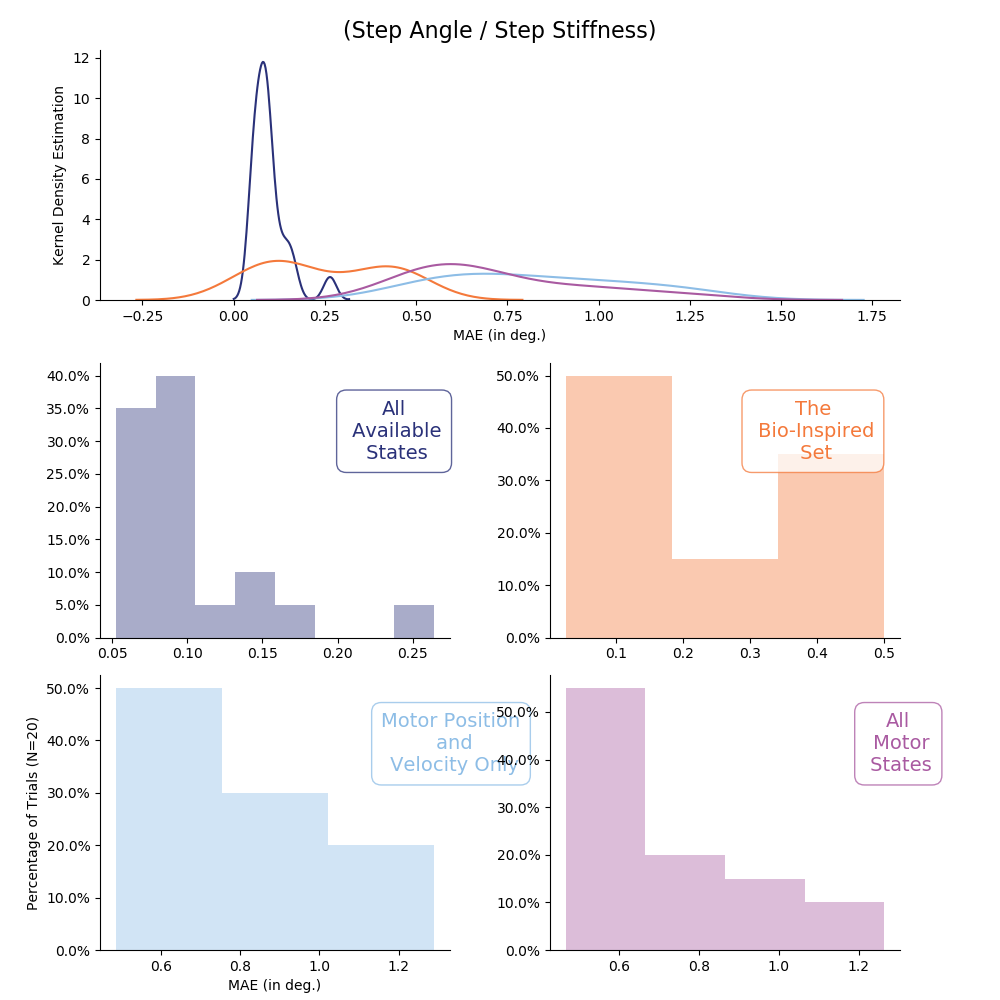 (Step Angle / Step Stiffness)
Kernel Density Estimation
12
10
8
6
4
2
0
−0.25 0.00 0.25 0.50 0.75 1.00 1.25 1.50 1.75
MAE (in deg.)
40.0%
35.0%
30.0%
25.0%
20.0%
15.0%
10.0%
5.0%
0.0%
All
Available
States
0.05 0.10 0.15 0.20 0.25
50.0%
40.0%
30.0%
20.0%
10.0%
0.0%
The
Bio-Inspired
Set
0.1 0.2 0.3 0.4 0.5
Percentage of Trials (N=20)
50.0%
40.0%
30.0%
20.0%
10.0%
0.0%
Motor Position
and
Velocity Only
0.6 0.8 1.0 1.2
MAE (in deg.)
50.0%
40.0%
30.0%
20.0%
10.0%
0.0%
All
Motor
States
0.6 0.8 1.0 1.2